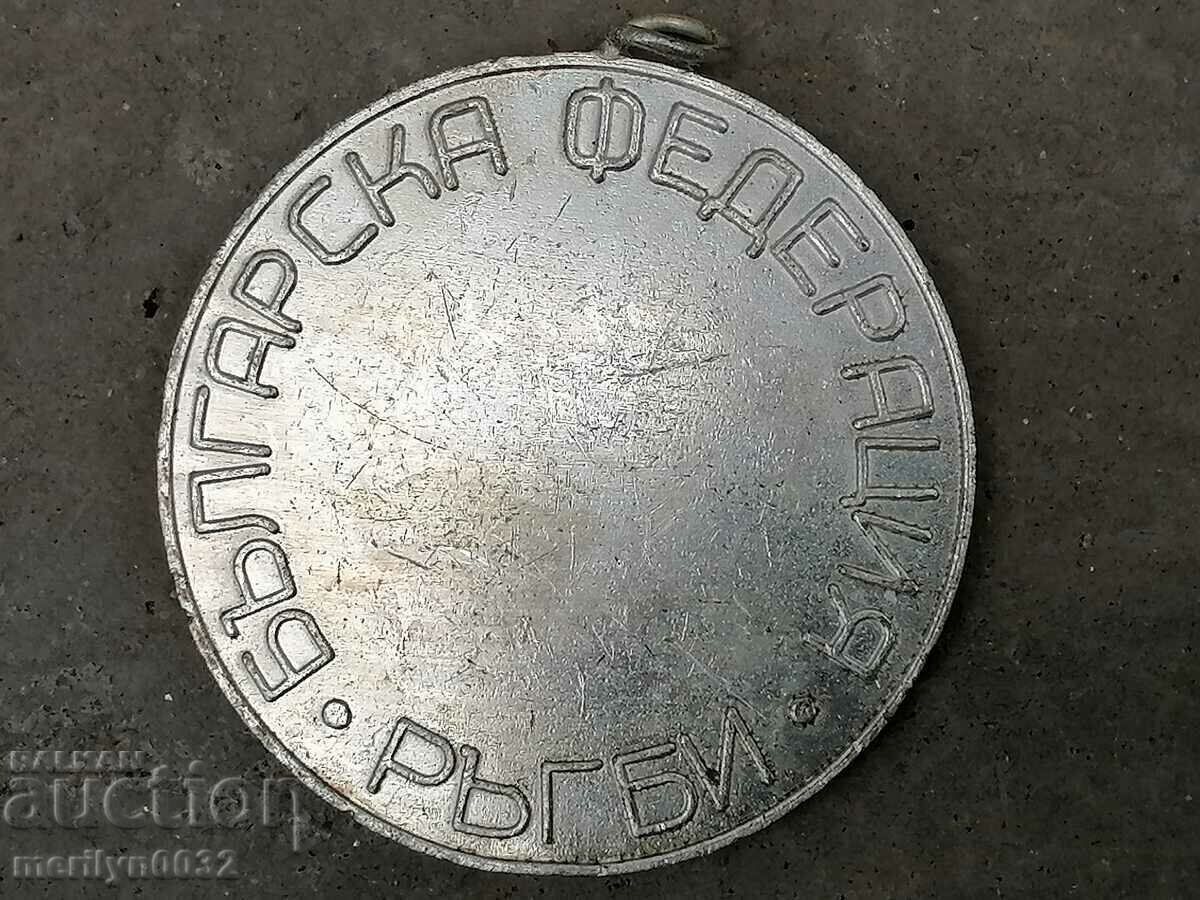 БЪЛГАРСКА ФЕДЕРАЦИЯ
• РЪГБИ •
BALKAN
auction
merilyn0032